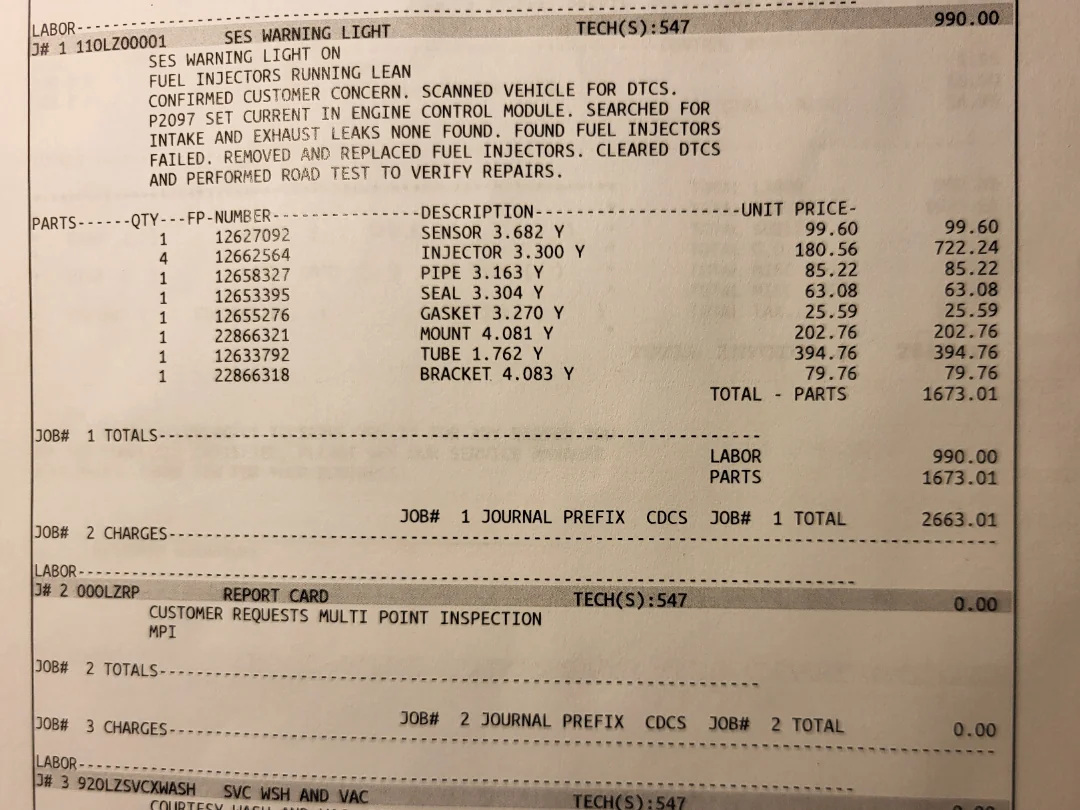 LABOR--------------------------------------------------------------------------
J# 1 110LZ00001 SES WARNING LIGHT TECH(S):547 990.00
SES WARNING LIGHT ON
FUEL INJECTORS RUNNING LEAN
CONFIRMED CUSTOMER CONCERN. SCANNED VEHICLE FOR DTCS.
P2097 SET CURRENT IN ENGINE CONTROL MODULE. SEARCHED FOR
INTAKE AND EXHAUST LEAKS NONE FOUND. FOUND FUEL INJECTORS
FAILED. REMOVED AND REPLACED FUEL INJECTORS. CLEARED DTCS
AND PERFORMED ROAD TEST TO VERIFY REPAIRS.
PARTS------QTY---FP-NUMBER---------------DESCRIPTION---------------------UNIT PRICE-
1 12627092 SENSOR 3.682 Y 99.60 99.60
4 12662564 INJECTOR 3.300 Y 180.56 722.24
1 12658327 PIPE 3.163 Y 85.22 85.22
1 12653395 SEAL 3.304 Y 63.08 63.08
1 12655276 GASKET 3.270 Y 25.59 25.59
1 22866321 MOUNT 4.081 Y 202.76 202.76
1 12633792 TUBE 1.762 Y 394.76 394.76
1 22866318 BRACKET 4.083 Y 79.76 79.76
TOTAL - PARTS 1673.01
JOB# 1 TOTALS----------------------------------------------------------------
LABOR 990.00
PARTS 1673.01
JOB# 1 JOURNAL PREFIX CDCS JOB# 1 TOTAL 2663.01
JOB# 2 CHARGES---------------------------------------------------------------
LABOR--------------------------------------------------------------------------
J# 2 000LZRP REPORT CARD TECH(S):547 0.00
CUSTOMER REQUESTS MULTI POINT INSPECTION
MPI
JOB# 2 TOTALS----------------------------------------------------------------
JOB# 2 JOURNAL PREFIX CDCS JOB# 2 TOTAL 0.00
JOB# 3 CHARGES---------------------------------------------------------------
LABOR--------------------------------------------------------------------------
J# 3 920LZSVCXWASH SVC WSH AND VAC TECH(S):547
COURTESY WASH AND